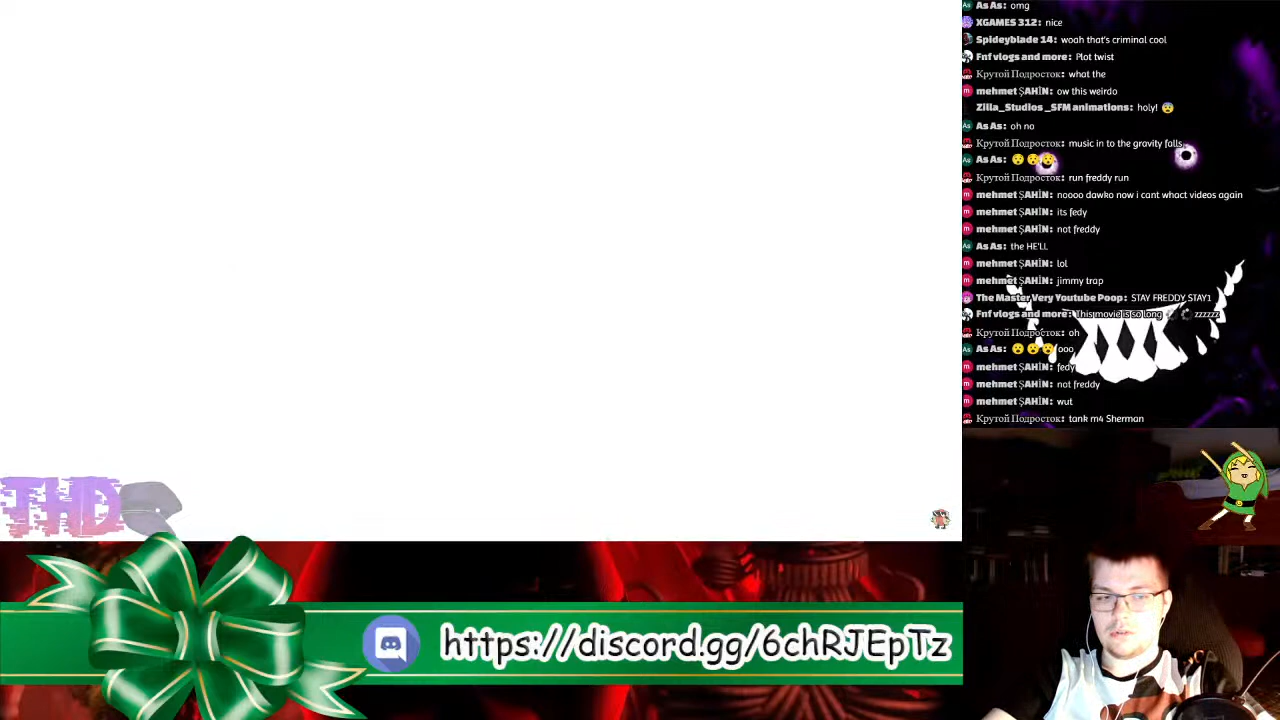 As As: omg
XGAMES 312: nice
Spideyblade 14: woah that's criminal cool
Fnf vlogs and more: Plot twist
Крутой Подросток: what the
mehmet ŞAHİN: ow this weirdo
Zilla_Studios _SFM animations: holy! 😨
As As: oh no
Крутой Подросток: music in to the gravity falls
As As: 😯😯😯
Крутой Подросток: run freddy run
mehmet ŞAHİN: noooo dawko now i cant whact videos again
mehmet ŞAHİN: its fedy
mehmet ŞAHİN: not freddy
As As: the HE'LL
mehmet ŞAHİN: lol
mehmet ŞAHİN: jimmy trap
The Master Very Youtube Poop: STAY FREDDY STAY1
Fnf vlogs and more: This movie is so long zzzzzz
Крутой Подросток: oh
As As: 😯😯😯ooo
mehmet ŞAHİN: fedy
mehmet ŞAHİN: not freddy
mehmet ŞAHİN: wut
Крутой Подросток: tank m4 Sherman
THD
https://discord.gg/6chRJEpTz